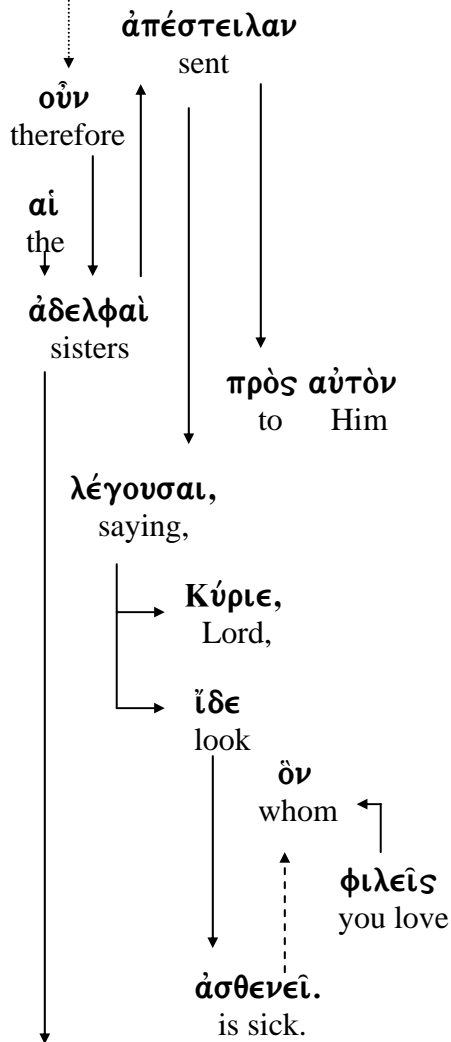 ἀπέστειλαν
sent
οὖν
therefore
αἱ
the
ἀδελφαὶ
sisters
πρὸς αὐτὸν
to Him
λέγουσαι,
saying,
Κύριε,
Lord,
ἴδε
look
ὃν
whom
φιλεῖς
you love
ἀσθενεῖ.
is sick.